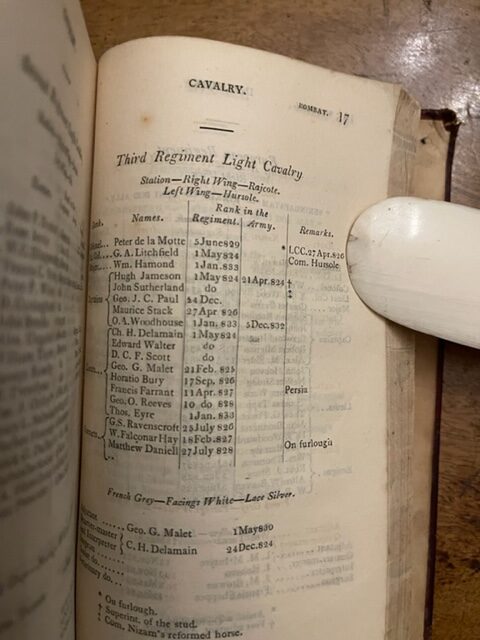 CAVALRY.
BOMBAY. 17
Third Regiment Light Cavalry
Station—Right Wing—Rajcote.
Left Wing—Hursole.
Rank in the
Names. Regiment. Army. Remarks.
Peter de la Motte 5June829 *
G. A. Litchfield 1May824 LCC.27Apr.826
Wm. Hamond 1Jan.833 Com. Hursole
Hugh Jameson 1May824 21Apr.824 †
John Sutherland do ‡
Geo. J. C. Paul 24 Dec.
Maurice Stack 27Apr 826
O.A. Woodhouse 1Jan. 833 5Dec.832
Ch. H. Delamain 1May824
Edward Walter do
D. C. F. Scott do
Geo. G. Malet 21Feb. 825
Horatio Bury 17Sep. 826
Francis Farrant 11Apr.827 Persia
Geo. O. Reeves 10 do 828
Thos. Eyre 1Jan. 833
G.S. Ravenscroft 25July 826
W. Falconar Hay 18Feb.827
Matthew Daniell 27July 828 On furlough
French Grey—Facings White—Lace Silver.
Geo. G. Malet 1May830
C. H. Delamain 24Dec.824
* On furlough.
† Superint. of the stud.
‡ Com. Nizam's reformed horse.